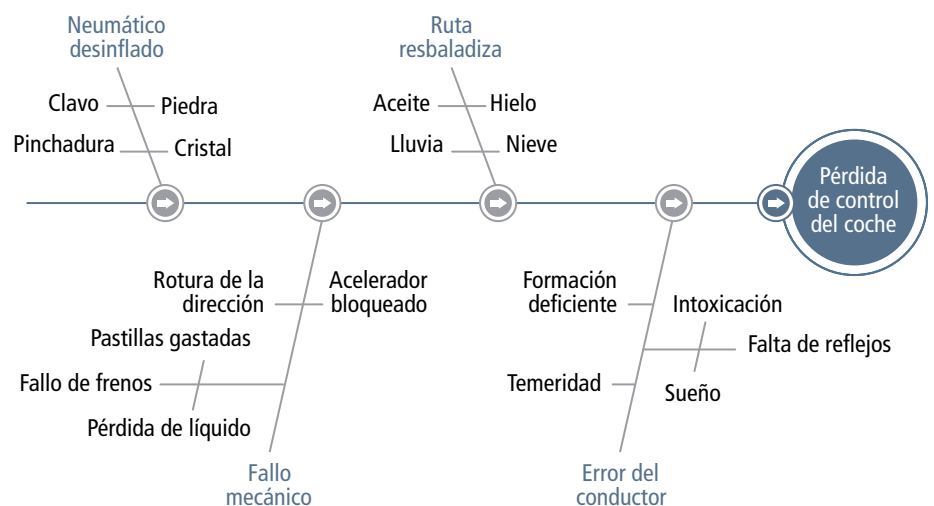 Neumático
desinflado
Clavo
Piedra
Pinchadura
Cristal
Ruta
resbaladiza
Aceite
Hielo
Lluvia
Nieve
Pérdida
de control
del coche
Rotura de la
dirección
Acelerador
bloqueado
Pastillas gastadas
Fallo de frenos
Pérdida de líquido
Fallo
mecánico
Formación
deficiente
Intoxicación
Falta de reflejos
Temeridad
Sueño
Error del
conductor